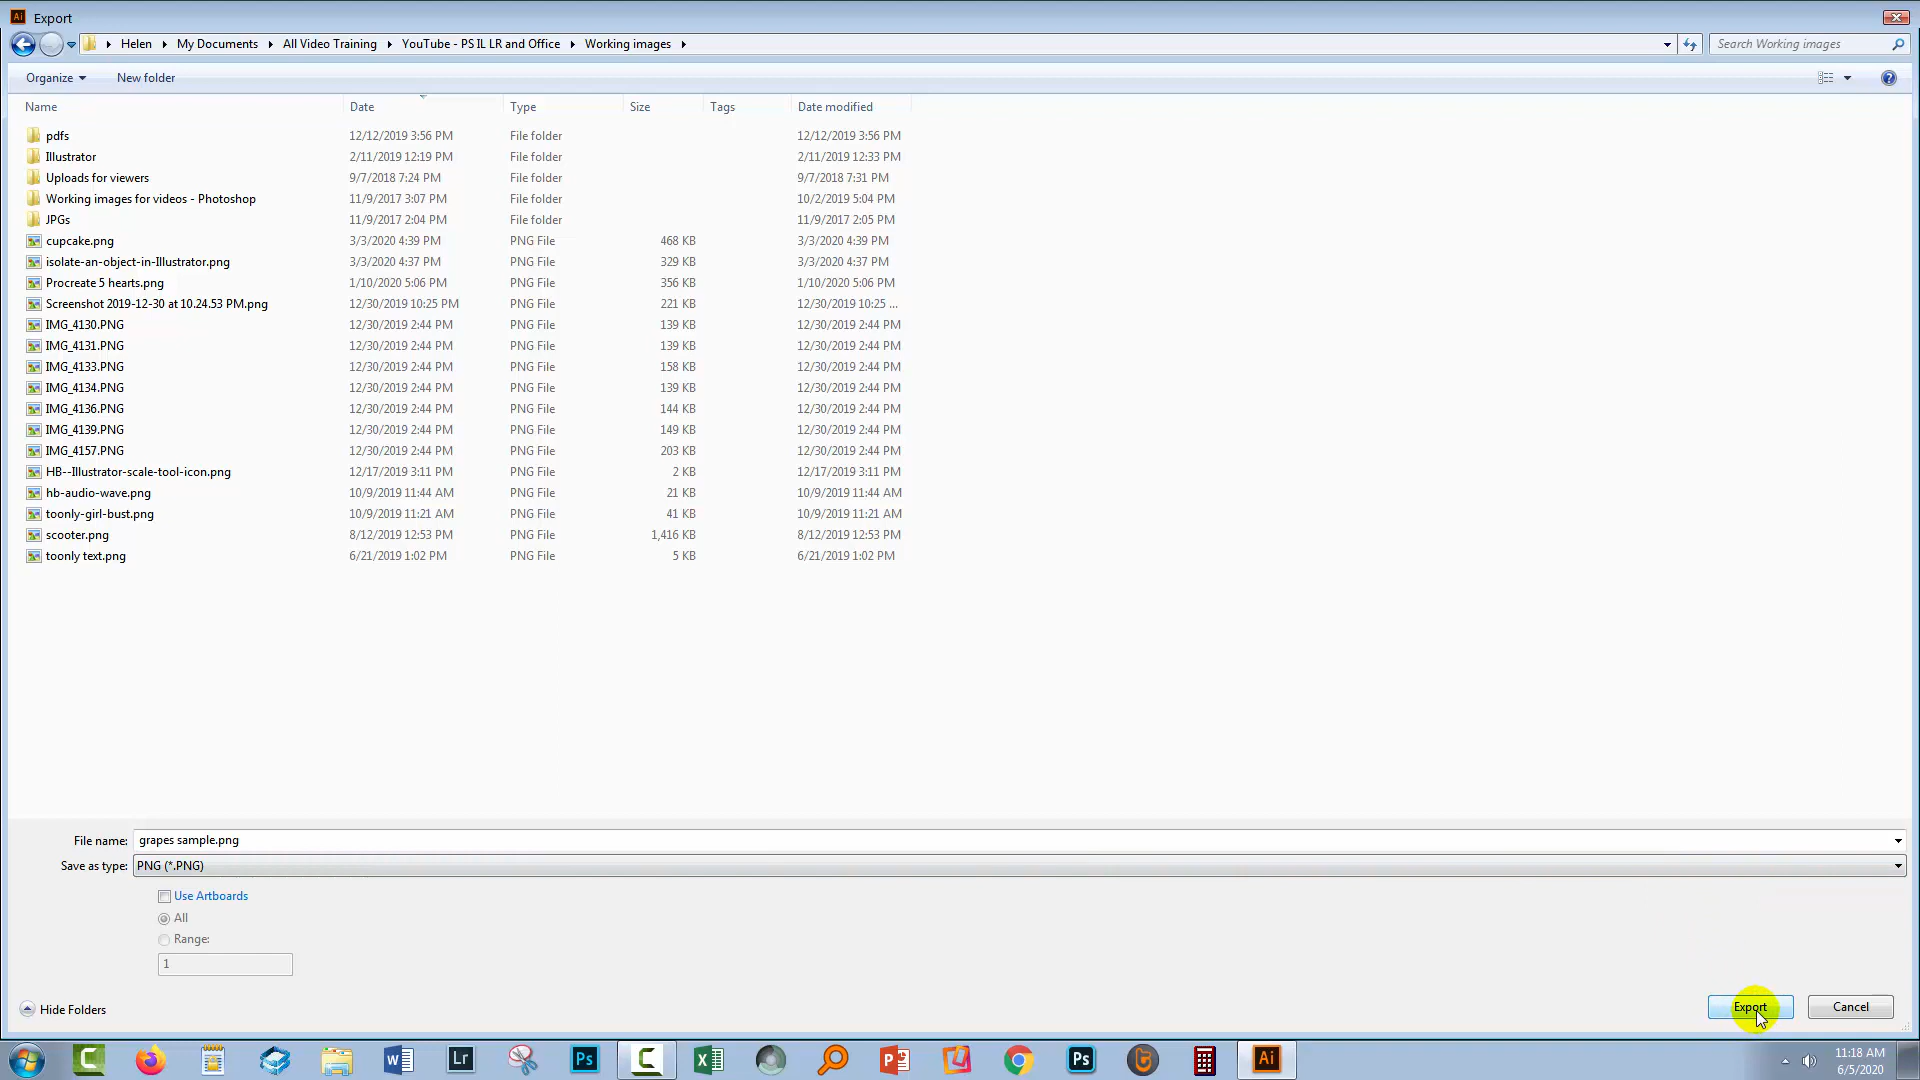 Ai Export
Helen My Documents All Video Training YouTube - PS IL LR and Office Working images Search Working images
Organize New folder
Name Date Type Size Tags Date modified
pdfs 12/12/2019 3:56 PM File folder 12/12/2019 3:56 PM
Illustrator 2/11/2019 12:19 PM File folder 2/11/2019 12:33 PM
Uploads for viewers 9/7/2018 7:24 PM File folder 9/7/2018 7:31 PM
Working images for videos - Photoshop 11/9/2017 3:07 PM File folder 10/2/2019 5:04 PM
JPGs 11/9/2017 2:04 PM File folder 11/9/2017 2:05 PM
cupcake.png 3/3/2020 4:39 PM PNG File 468 KB 3/3/2020 4:39 PM
isolate-an-object-in-Illustrator.png 3/3/2020 4:37 PM PNG File 329 KB 3/3/2020 4:37 PM
Procreate 5 hearts.png 1/10/2020 5:06 PM PNG File 356 KB 1/10/2020 5:06 PM
Screenshot 2019-12-30 at 10.24.53 PM.png 12/30/2019 10:25 PM PNG File 221 KB 12/30/2019 10:25 ...
IMG_4130.PNG 12/30/2019 2:44 PM PNG File 139 KB 12/30/2019 2:44 PM
IMG_4131.PNG 12/30/2019 2:44 PM PNG File 139 KB 12/30/2019 2:44 PM
IMG_4133.PNG 12/30/2019 2:44 PM PNG File 158 KB 12/30/2019 2:44 PM
IMG_4134.PNG 12/30/2019 2:44 PM PNG File 139 KB 12/30/2019 2:44 PM
IMG_4136.PNG 12/30/2019 2:44 PM PNG File 144 KB 12/30/2019 2:44 PM
IMG_4139.PNG 12/30/2019 2:44 PM PNG File 149 KB 12/30/2019 2:44 PM
IMG_4157.PNG 12/30/2019 2:44 PM PNG File 203 KB 12/30/2019 2:44 PM
HB--Illustrator-scale-tool-icon.png 12/17/2019 3:11 PM PNG File 2 KB 12/17/2019 3:11 PM
hb-audio-wave.png 10/9/2019 11:44 AM PNG File 21 KB 10/9/2019 11:44 AM
toonly-girl-bust.png 10/9/2019 11:21 AM PNG File 41 KB 10/9/2019 11:21 AM
scooter.png 8/12/2019 12:53 PM PNG File 1,416 KB 8/12/2019 12:53 PM
toonly text.png 6/21/2019 1:02 PM PNG File 5 KB 6/21/2019 1:02 PM
File name: grapes sample.png
Save as type: PNG (*.PNG)
Use Artboards
All
Range:
1
Hide Folders Export Cancel
Lr Ps Ps Ai 11:18 AM
6/5/2020